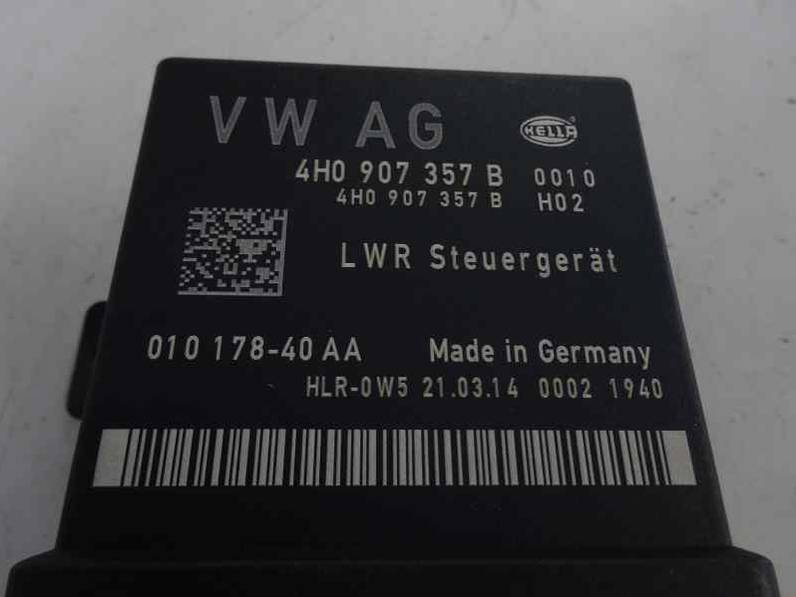 VW AG HELLA
4H0 907 357 B 0010
4H0 907 357 B H02
LWR Steuergerät
010 178-40 AA Made in Germany
HLR-0W5 21.03.14 0002 1940